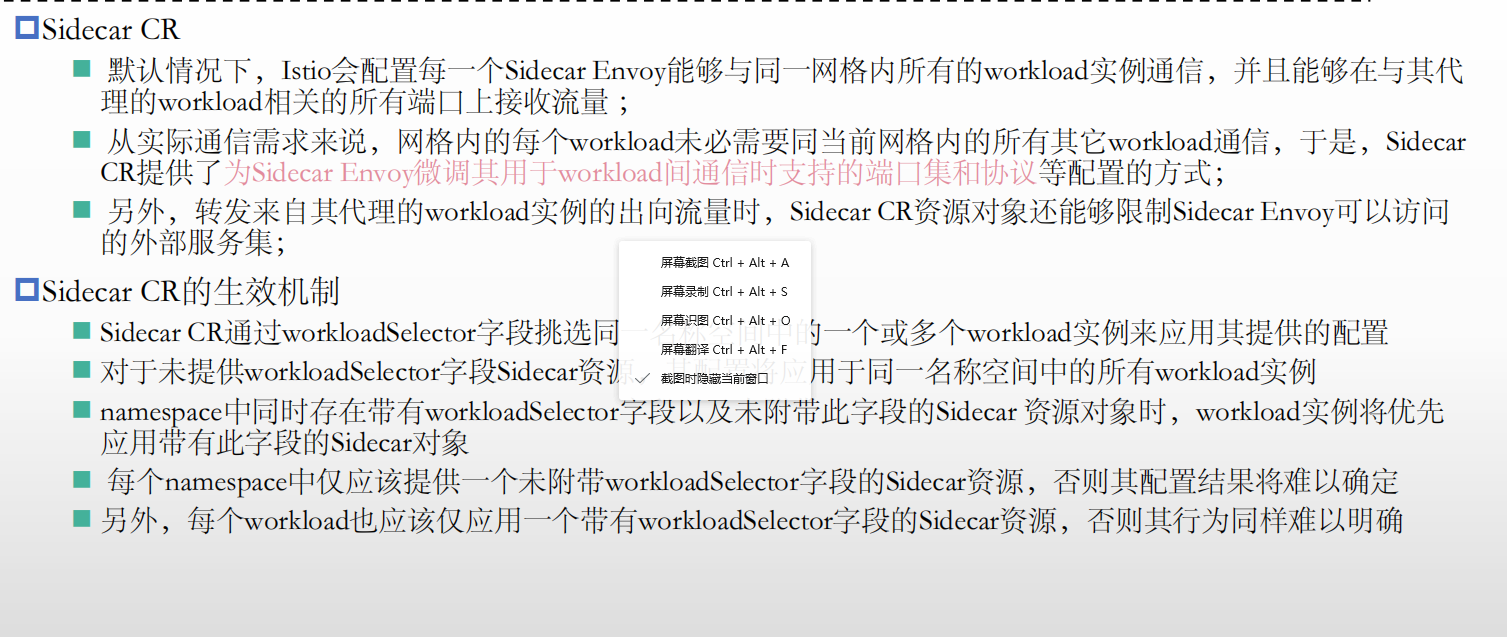 Sidecar CR
默认情况下，Istio会配置每一个Sidecar Envoy能够与同一网格内所有的workload实例通信，并且能够在与其代
理的workload相关的所有端口上接收流量；
从实际通信需求来说，网格内的每个workload未必需要同当前网格内的所有其它workload通信，于是，Sidecar
CR提供了为Sidecar Envoy微调其用于workload间通信时支持的端口集和协议等配置的方式；
另外，转发来自其代理的workload实例的出向流量时，Sidecar CR资源对象还能够限制Sidecar Envoy可以访问
的外部服务集；
Sidecar CR的生效机制
Sidecar CR通过workloadSelector字段挑选同一名称空间中的一个或多个workload实例来应用其提供的配置
对于未提供workloadSelector字段Sidecar资源，其配置将应用于同一名称空间中的所有workload实例
namespace中同时存在带有workloadSelector字段以及未附带此字段的Sidecar 资源对象时，workload实例将优先
应用带有此字段的Sidecar对象
每个namespace中仅应该提供一个未附带workloadSelector字段的Sidecar资源，否则其配置结果将难以确定
另外，每个workload也应该仅应用一个带有workloadSelector字段的Sidecar资源，否则其行为同样难以明确
屏幕截图 Ctrl + Alt + A
屏幕录制 Ctrl + Alt + S
屏幕识图 Ctrl + Alt + O
屏幕翻译 Ctrl + Alt + F
截图时隐藏当前窗口